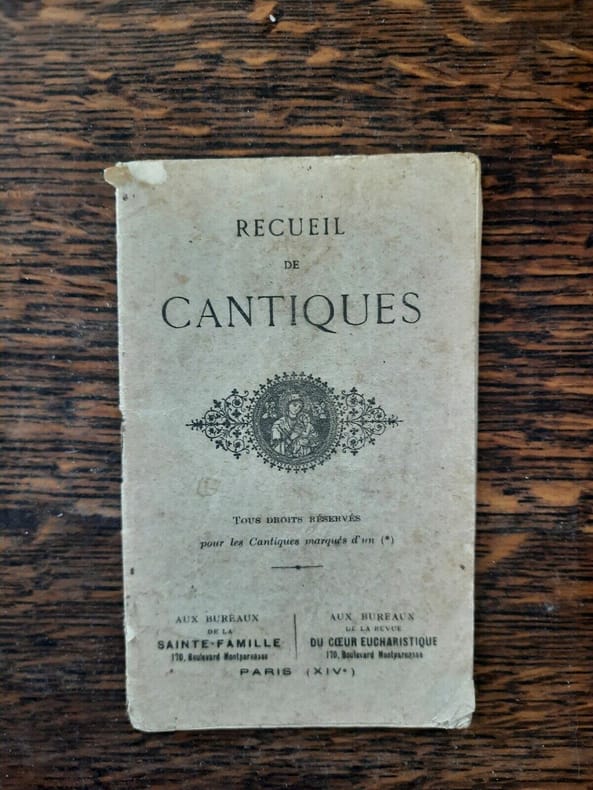 RECUEIL
DE
CANTIQUES
TOUS DROITS RÉSERVÉS
pour les Cantiques marqués d'un (*)
AUX BUREAUX
DE LA
SAINTE-FAMILLE
170, Boulevard Montparnasse
AUX BUREAUX
DE LA REVUE
DU CŒUR EUCHARISTIQUE
170, Boulevard Montparnasse
PARIS (XIVᵉ)